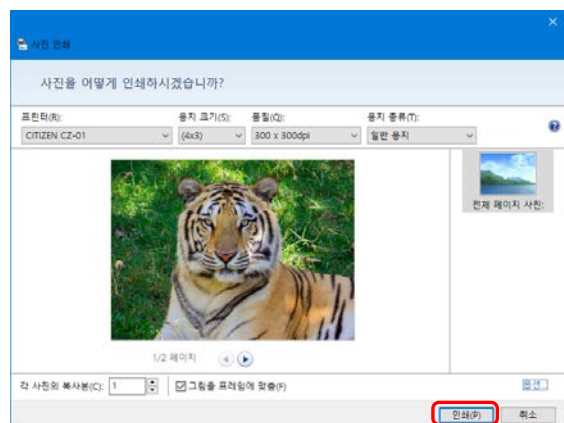 사진 인쇄
사진을 어떻게 인쇄하시겠습니까?
프린터(R): 용지 크기(S): 품질(Q): 용지 종류(T):
CITIZEN CZ-01 (4x3) 300 x 300dpi 일반 용지
전체 페이지 사진:
1/2 페이지
각 사진의 복사본(C): 1 그림을 프레임에 맞춤(F) 옵션...
인쇄(P) 취소